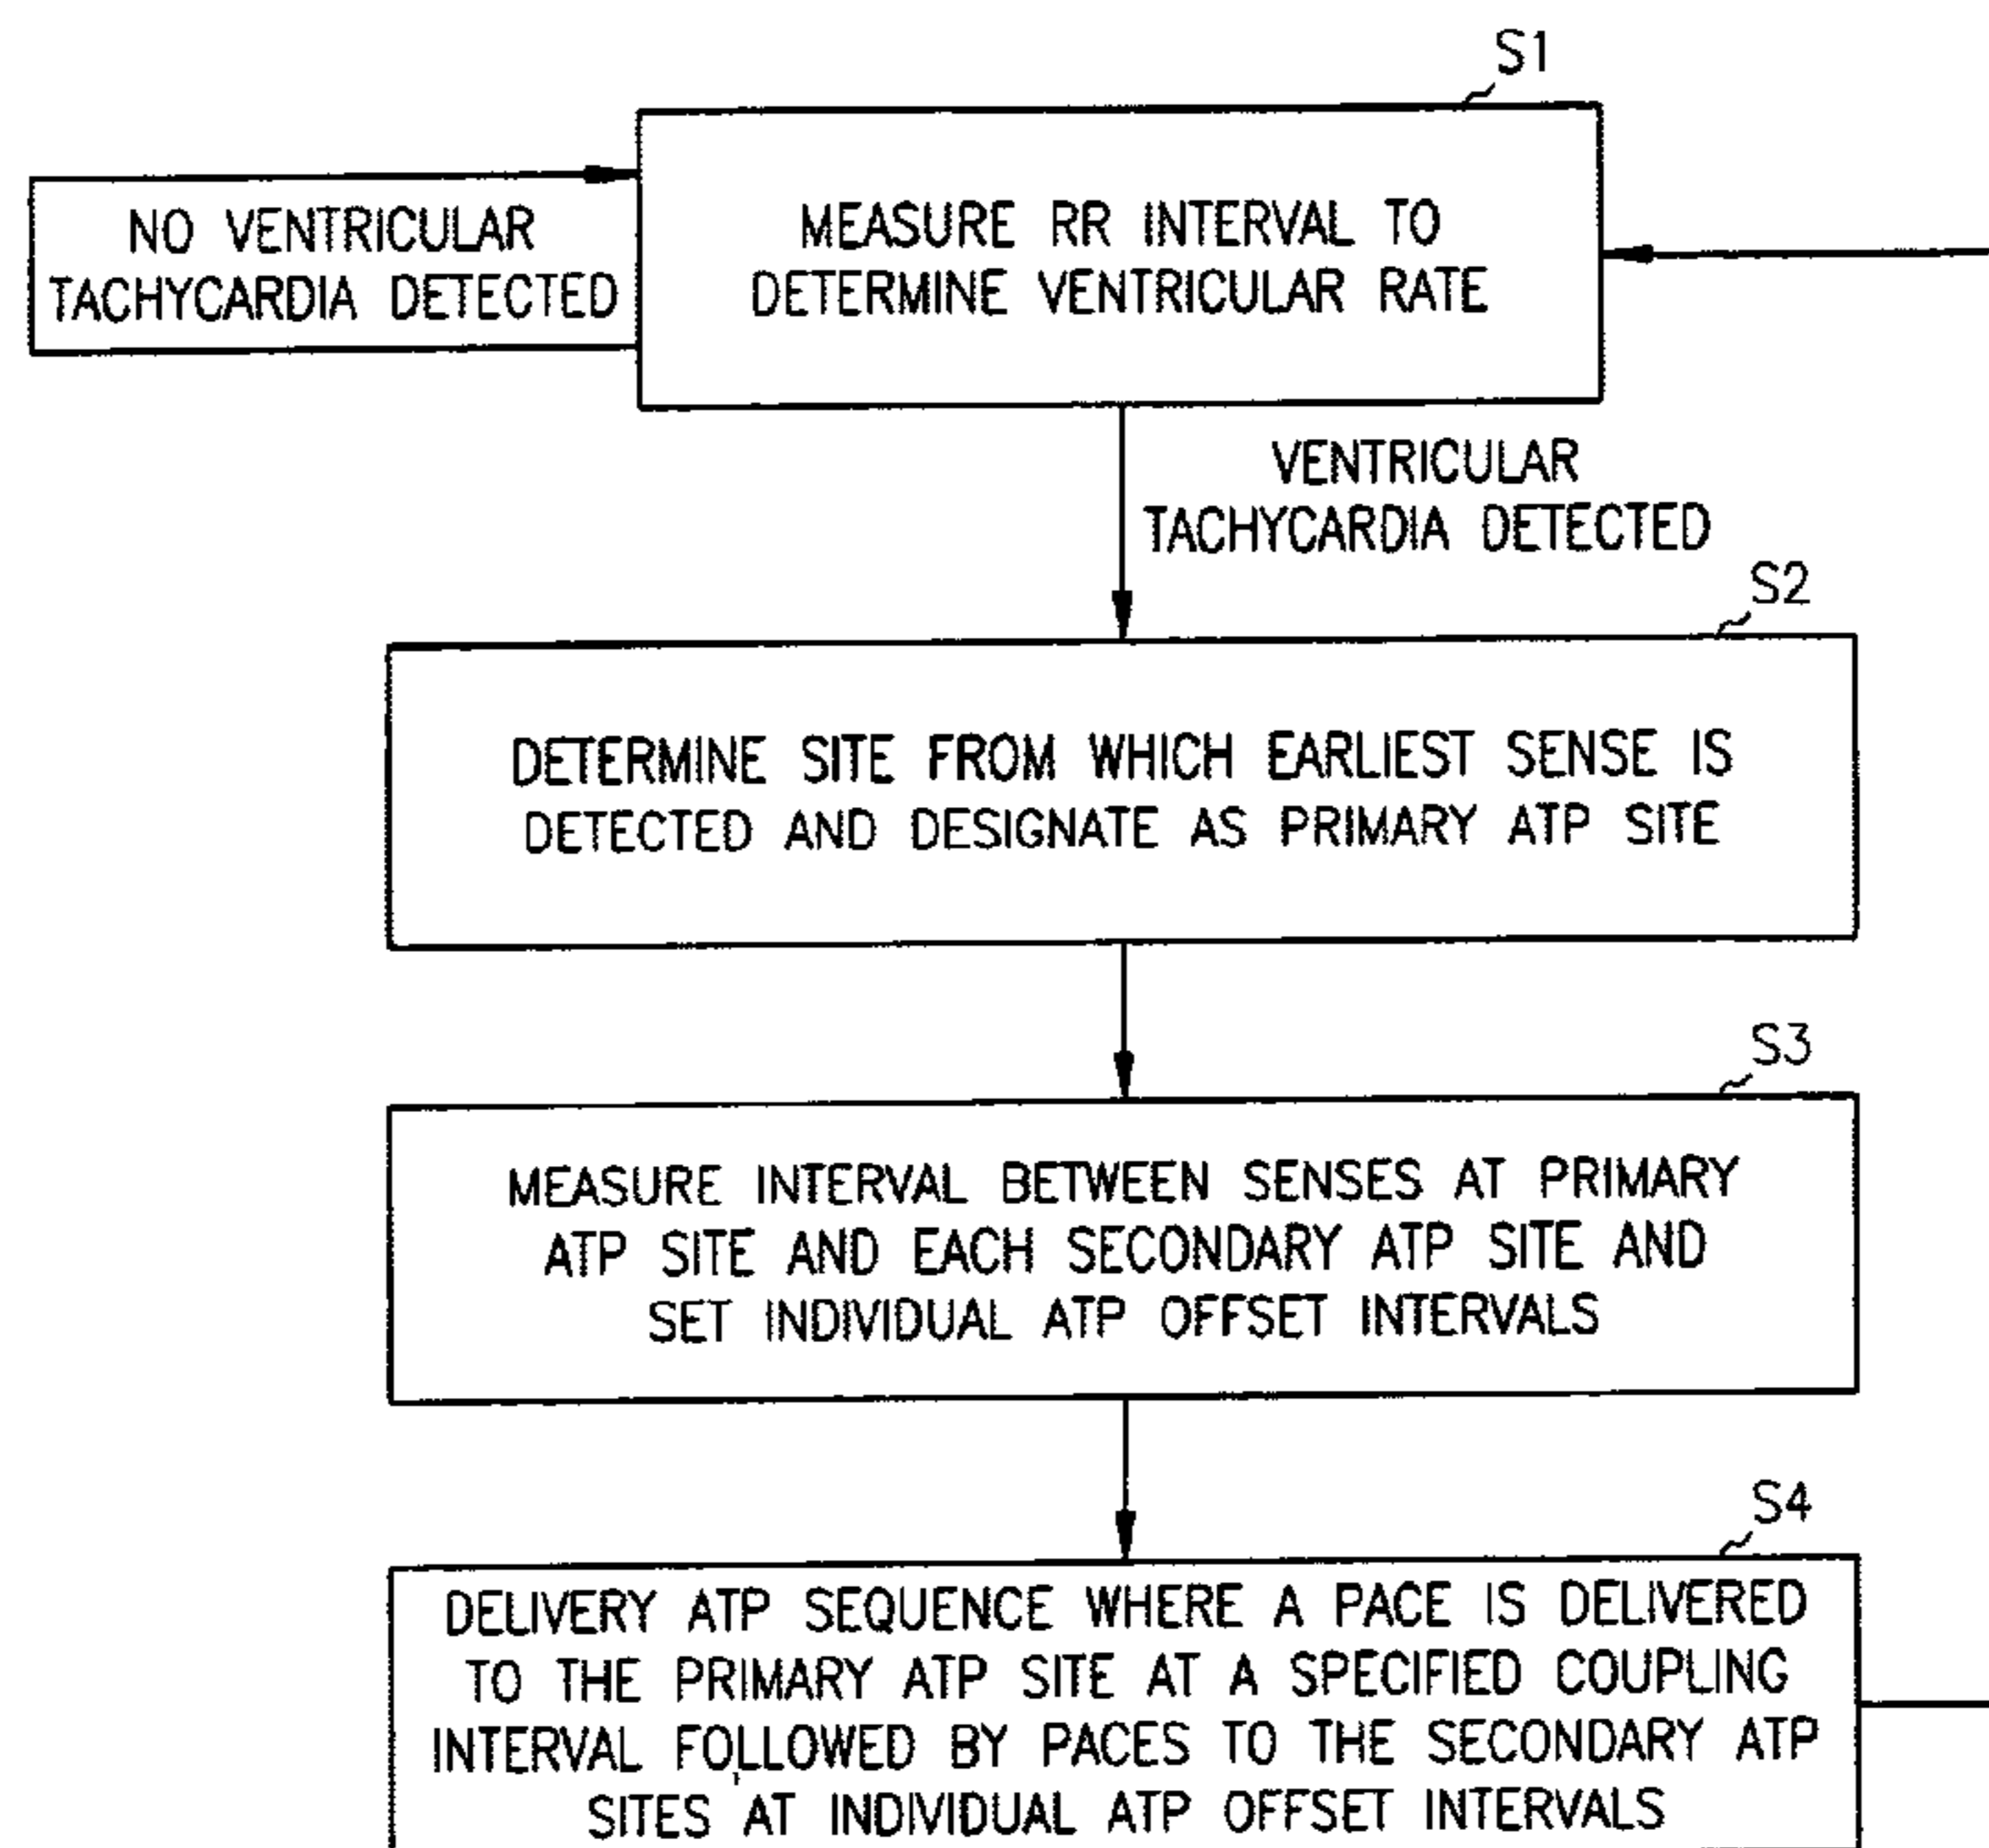 S1
NO VENTRICULAR
TACHYCARDIA DETECTED
MEASURE RR INTERVAL TO
DETERMINE VENTRICULAR RATE
VENTRICULAR
TACHYCARDIA DETECTED
S2
DETERMINE SITE FROM WHICH EARLIEST SENSE IS
DETECTED AND DESIGNATE AS PRIMARY ATP SITE
S3
MEASURE INTERVAL BETWEEN SENSES AT PRIMARY
ATP SITE AND EACH SECONDARY ATP SITE AND
SET INDIVIDUAL ATP OFFSET INTERVALS
S4
DELIVERY ATP SEQUENCE WHERE A PACE IS DELIVERED
TO THE PRIMARY ATP SITE AT A SPECIFIED COUPLING
INTERVAL FOLLOWED BY PACES TO THE SECONDARY ATP
SITES AT INDIVIDUAL ATP OFFSET INTERVALS